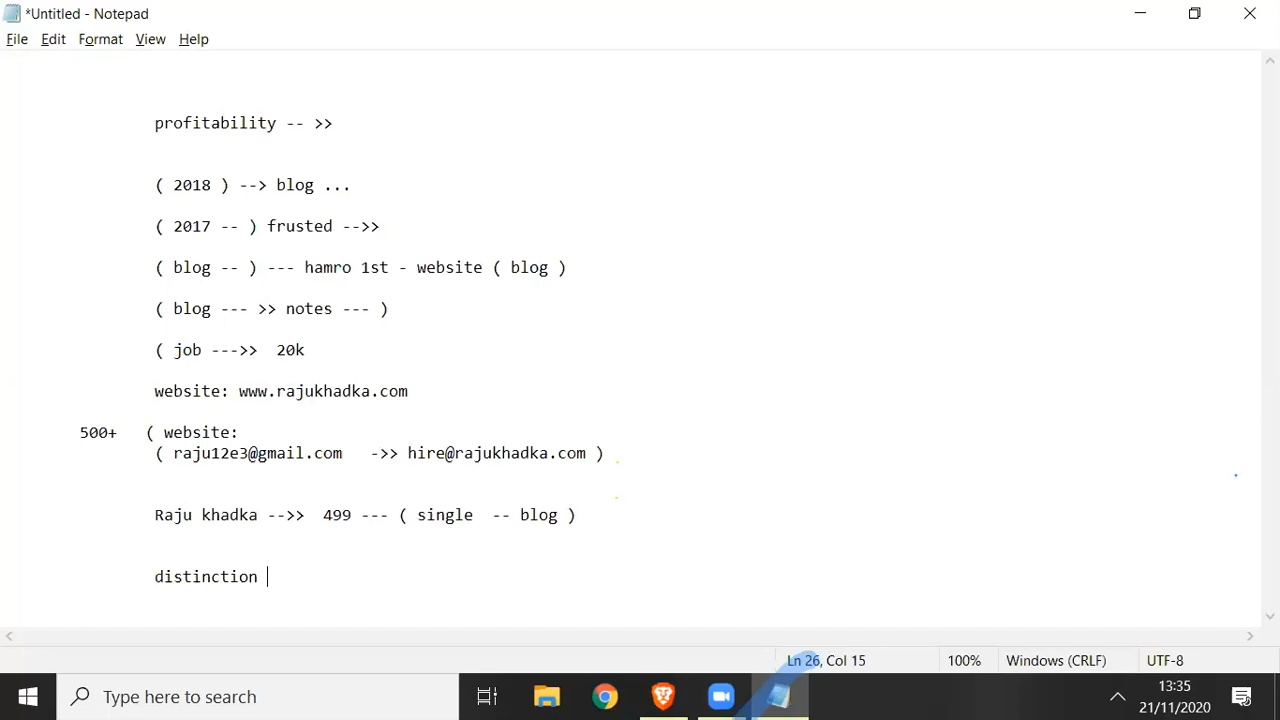 *Untitled - Notepad
File Edit Format View Help
profitability -- >>
( 2018 ) --> blog ...
( 2017 -- ) frusted -->>
( blog -- ) --- hamro 1st - website ( blog )
( blog --- >> notes --- )
( job --->> 20k
website: www.rajukhadka.com
500+ ( website:
( raju12e3@gmail.com ->> hire@rajukhadka.com )
Raju khadka -->> 499 --- ( single -- blog )
distinction
Ln 26, Col 15 100% Windows (CRLF) UTF-8
Type here to search
13:35
21/11/2020